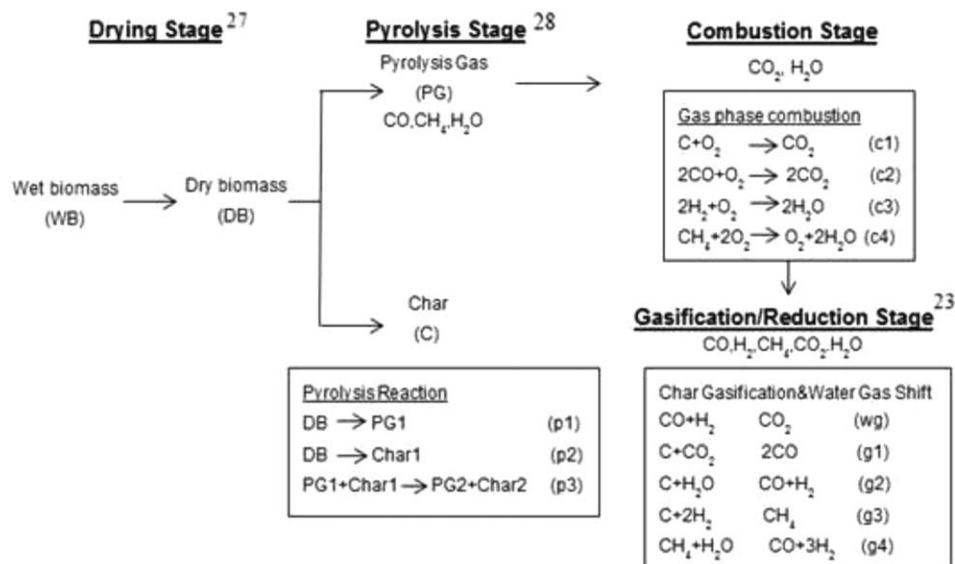 Drying Stage 27
Pyrolysis Stage 28
Combustion Stage
Pyrolysis Gas
(PG)
CO,CH₄,H₂O
CO₂, H₂O
Gas phase combustion
C+O₂ → CO₂ (c1)
2CO+O₂ → 2CO₂ (c2)
2H₂+O₂ → 2H₂O (c3)
CH₄+2O₂ → O₂+2H₂O (c4)
Wet biomass
(WB)
Dry biomass
(DB)
Char
(C)
Gasification/Reduction Stage 23
CO,H₂,CH₄,CO₂,H₂O
Pyrolysis Reaction
DB → PG1 (p1)
DB → Char1 (p2)
PG1+Char1 → PG2+Char2 (p3)
Char Gasification&Water Gas Shift
CO+H₂ CO₂ (wg)
C+CO₂ 2CO (g1)
C+H₂O CO+H₂ (g2)
C+2H₂ CH₄ (g3)
CH₄+H₂O CO+3H₂ (g4)